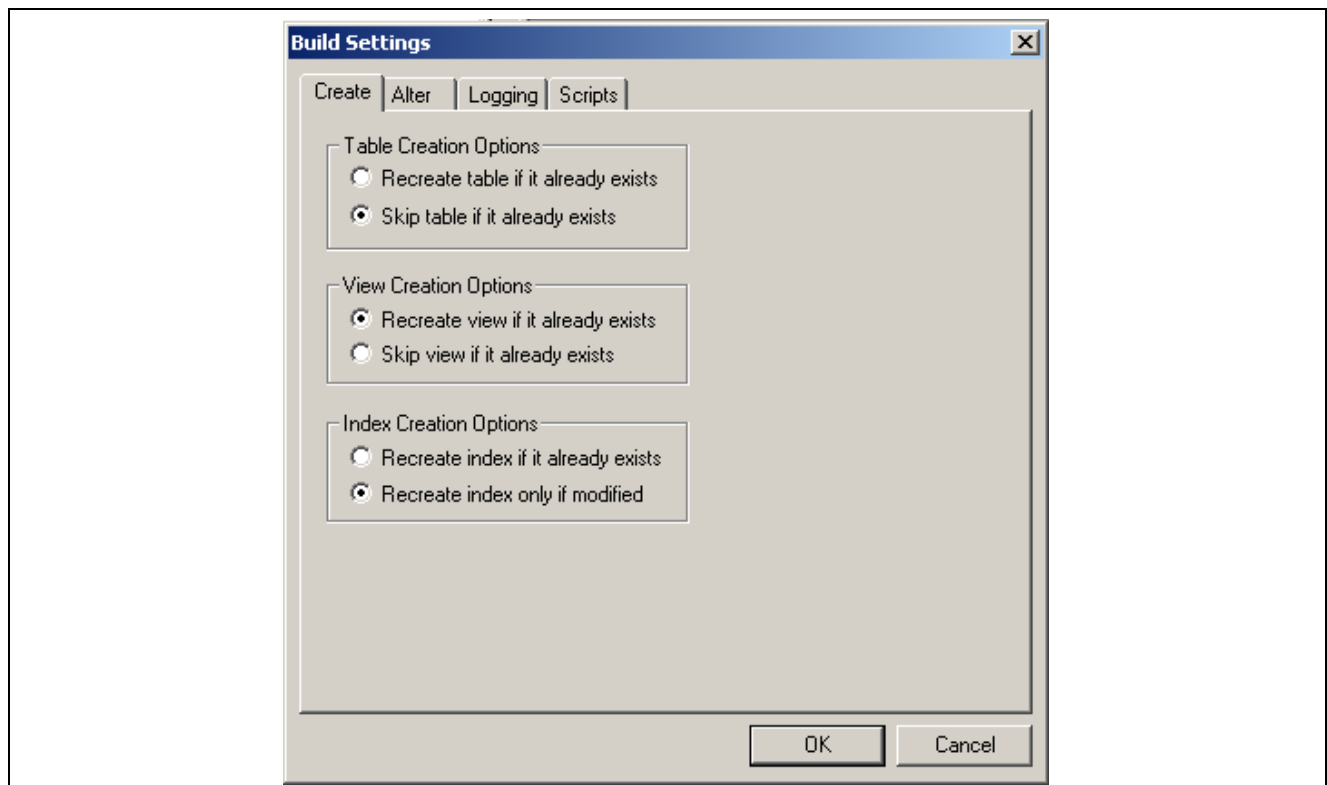 Build Settings
Create Alter Logging Scripts
Table Creation Options
Recreate table if it already exists
Skip table if it already exists
View Creation Options
Recreate view if it already exists
Skip view if it already exists
Index Creation Options
Recreate index if it already exists
Recreate index only if modified
OK Cancel